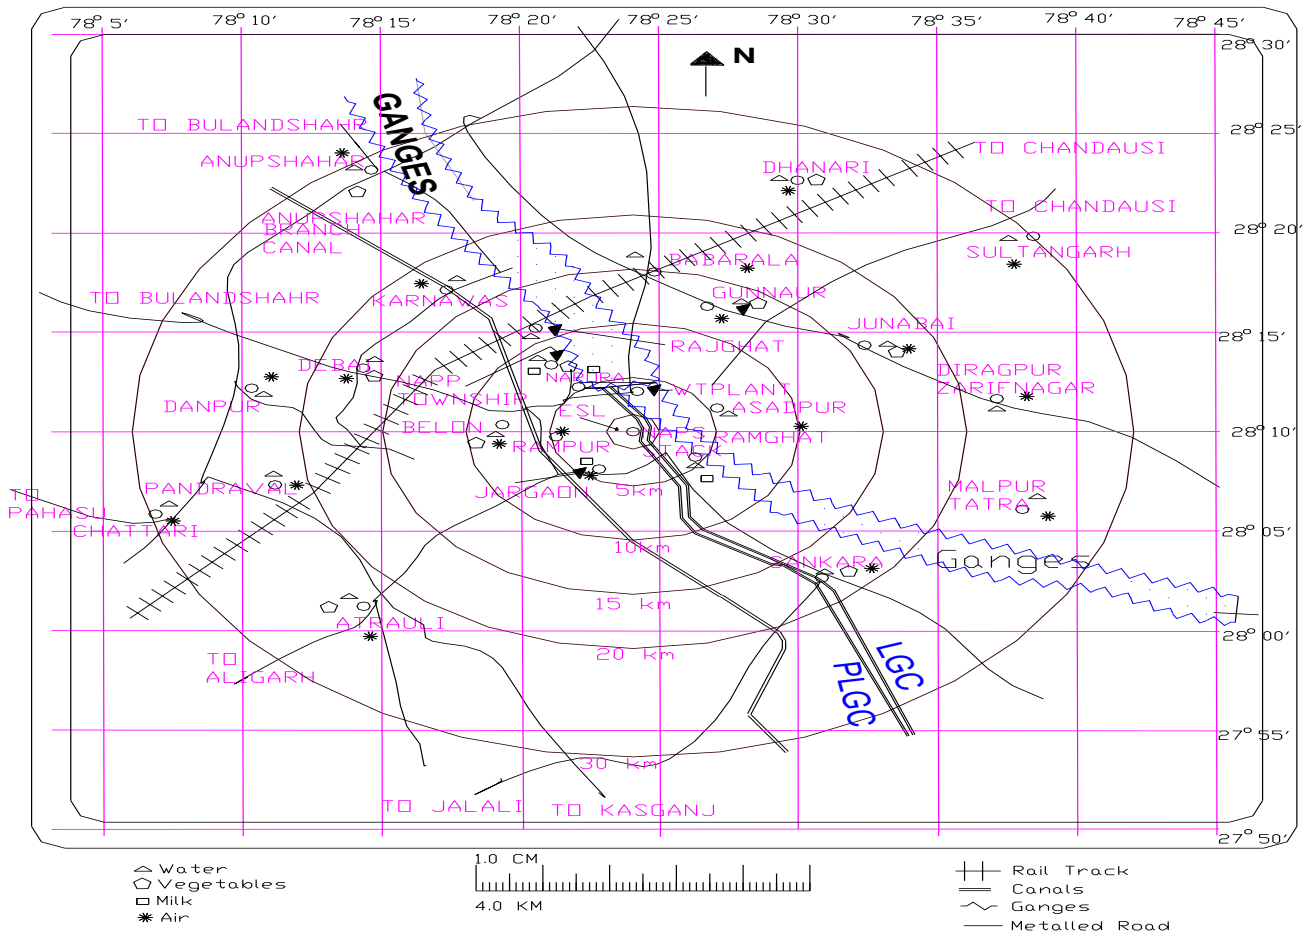 78° 5′ 78° 10′ 78° 15′ 78° 20′ 78° 25′ 78° 30′ 78° 35′ 78° 40′ 78° 45′
28° 30′
N
GANGES
TO BULANDSHAHR
28° 25′
ANUPSHAHAR
DHANARI
TO CHANDAUSI
TO CHANDAUSI
ANUPSHAHAR
BRANCH
CANAL
28° 20′
SULTANGARH
BABARALA
TO BULANDSHAHR
KARNAWAS
GUNNAUR
JUNABAI
28° 15′
RAJGHAT
DEBAI
NAPP
TOWNSHIP
NARORA
DIRAGPUR
ZARIFNAGAR
WTPLANT
DANPUR
ESL
ASADPUR
BELON
28° 10′
NAPS
STACK
RAMGHAT
RAMPUR
PANDRAVAL
JARGAON
5km
MALPUR
TATRA
TO
PAHASU
CHATTARI
28° 05′
10km
SANKARA
Ganges
15 km
ATRAULI
28° 00′
20 km
TO
ALIGARH
LGC
PLGC
27° 55′
30 km
TO JALALI
TO KASGANJ
27° 50′
Water
Vegetables
Milk
Air
1.0 CM
4.0 KM
Rail Track
Canals
Ganges
Metalled Road